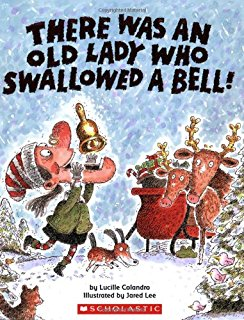 THERE WAS AN
OLD LADY WHO
SWALLOWED A BELL!
by Lucille Colandro
Illustrated by Jared Lee
SCHOLASTIC